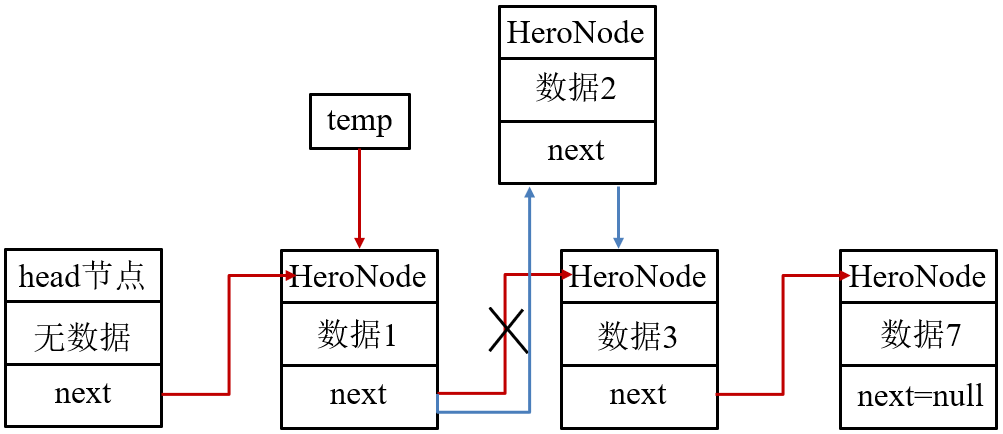 HeroNode
数据2
next
temp
head节点
无数据
next
HeroNode
数据1
next
HeroNode
数据3
next
HeroNode
数据7
next=null